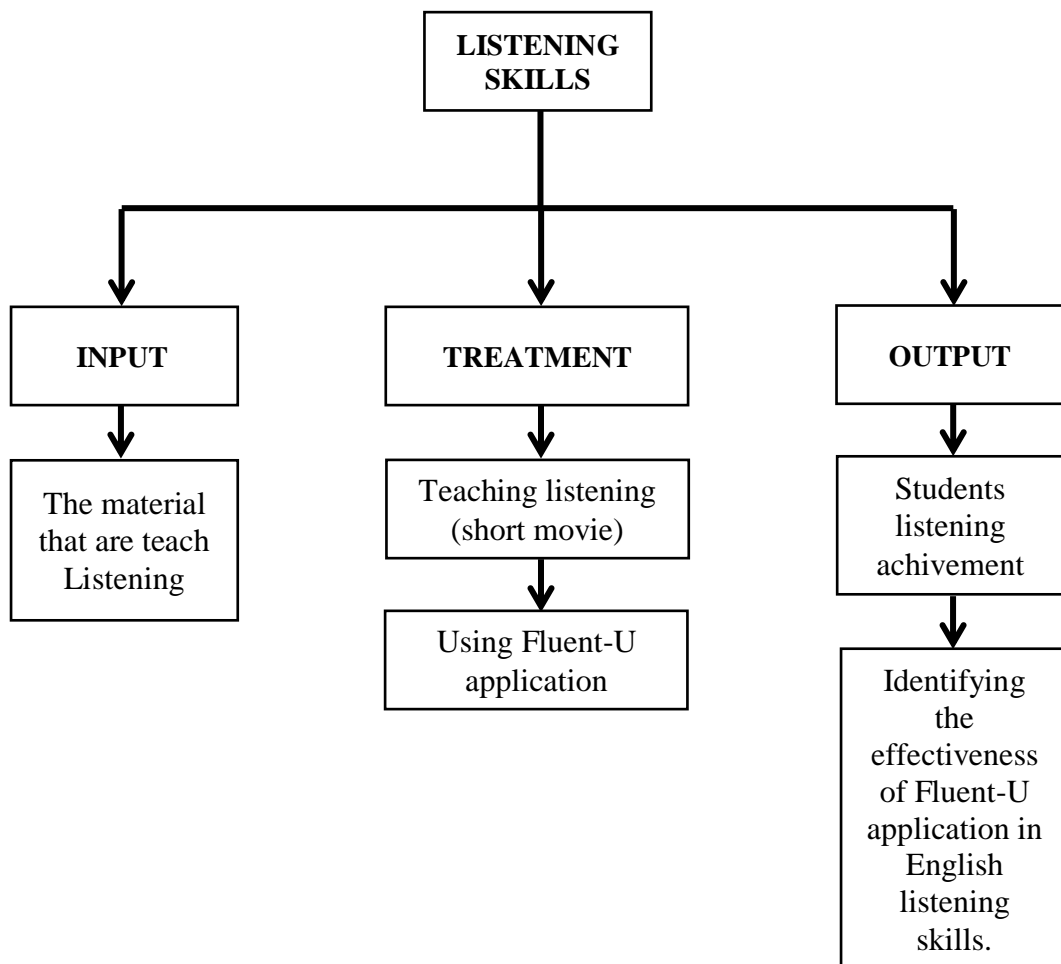 LISTENING
SKILLS
INPUT
TREATMENT
OUTPUT
The material
that are teach
Listening
Teaching listening
(short movie)
Using Fluent-U
application
Students
listening
achivement
Identifying
the
effectiveness
of Fluent-U
application in
English
listening
skills.